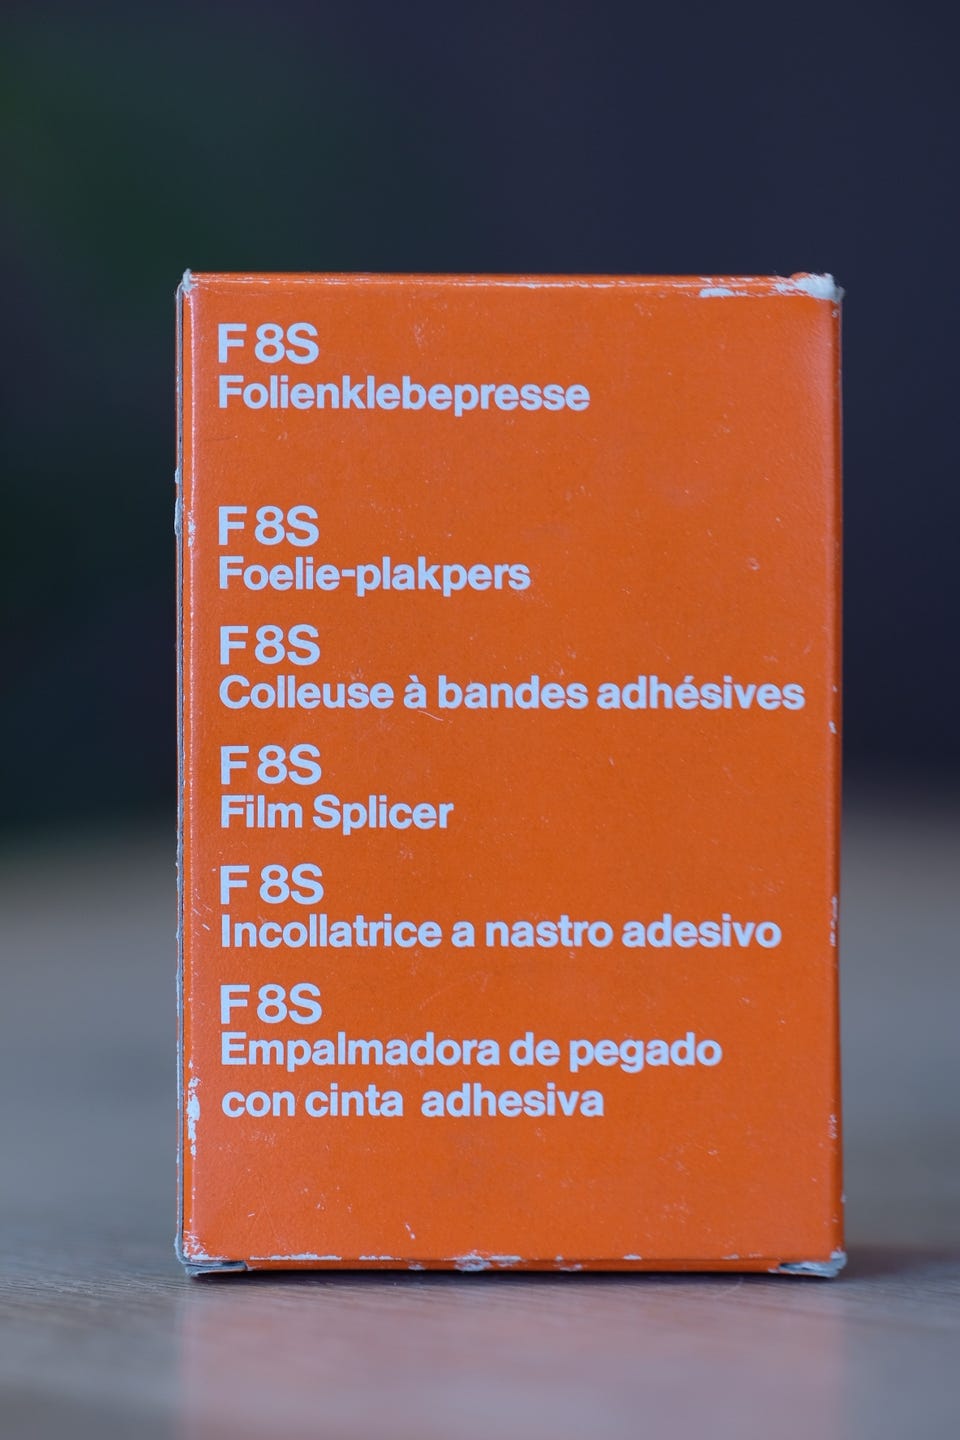 F 8S
Folienklebepresse
F 8S
Foelie-plakpers
F 8S
Colleuse à bandes adhésives
F 8S
Film Splicer
F 8S
Incollatrice a nastro adesivo
F 8S
Empalmadora de pegado
con cinta adhesiva